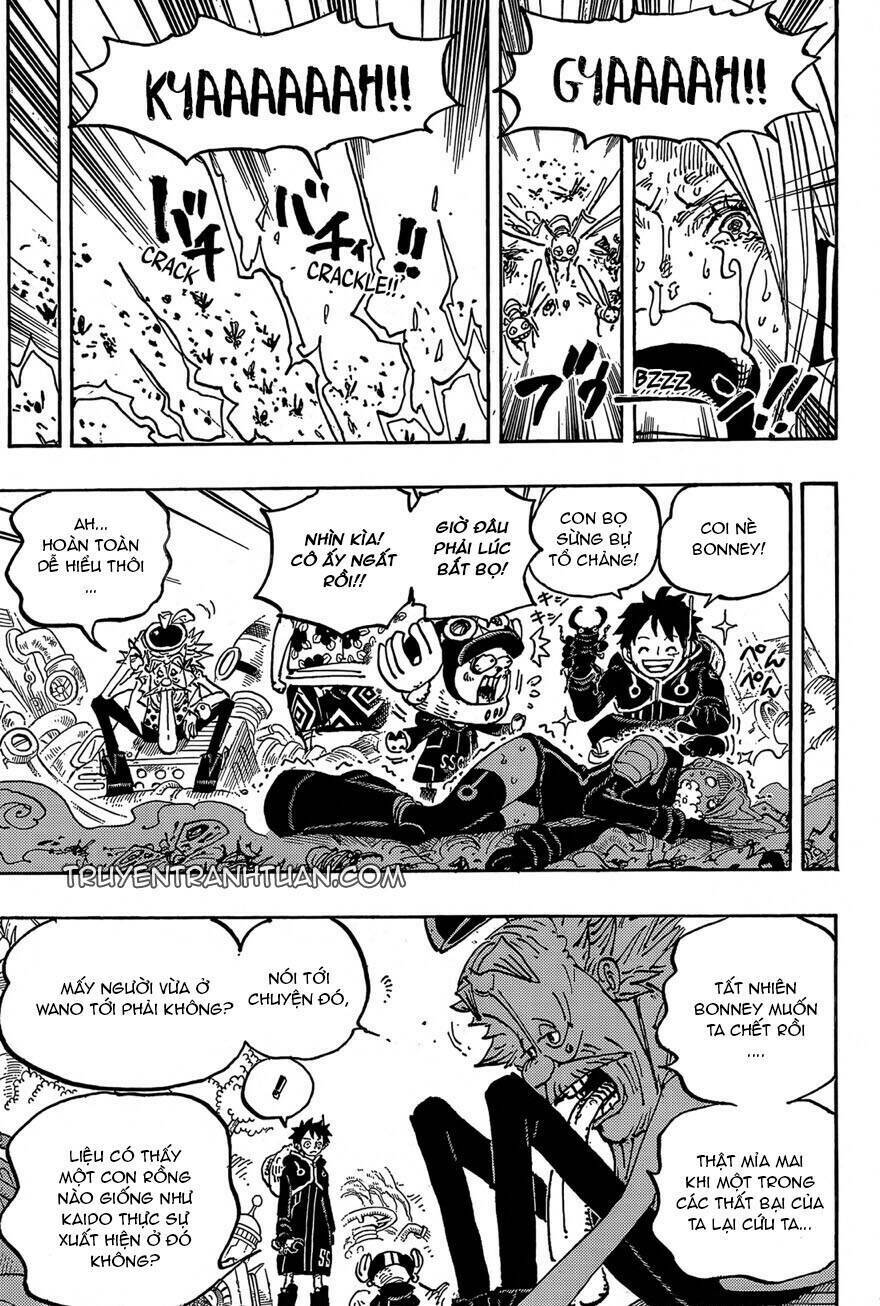 GYAAAAH!!
KYAAAAAAAH!!
BZZZ
ブゥゥン!!
バチ
バチィ!!
CRACK
CRACKLE!!
COI NÈ
BONNEY!
CON BỌ
SỪNG BỰ
TỔ CHẢNG!
GIỜ ĐÂU
PHẢI LÚC
BẮT BỌ!
NHÌN KÌA!
CÔ ẤY NGẤT
RỒI!!
AH...
HOÀN TOÀN
DỄ HIỂU THÔI
...
TRUYENTRANHTUAN.COM
TẤT NHIÊN
BONNEY MUỐN
TA CHẾT RỒI
....
THẬT MỈA MAI
KHI MỘT TRONG
CÁC THẤT BẠI CỦA
TA LẠI CỨU TA...
NÓI TỚI
CHUYỆN ĐÓ,
MẤY NGƯỜI VỪA Ở
WANO TỚI PHẢI KHÔNG?
!
LIỆU CÓ THẤY
MỘT CON RỒNG
NÀO GIỐNG NHƯ
KAIDO THỰC SỰ
XUẤT HIỆN Ở ĐÓ
KHÔNG?